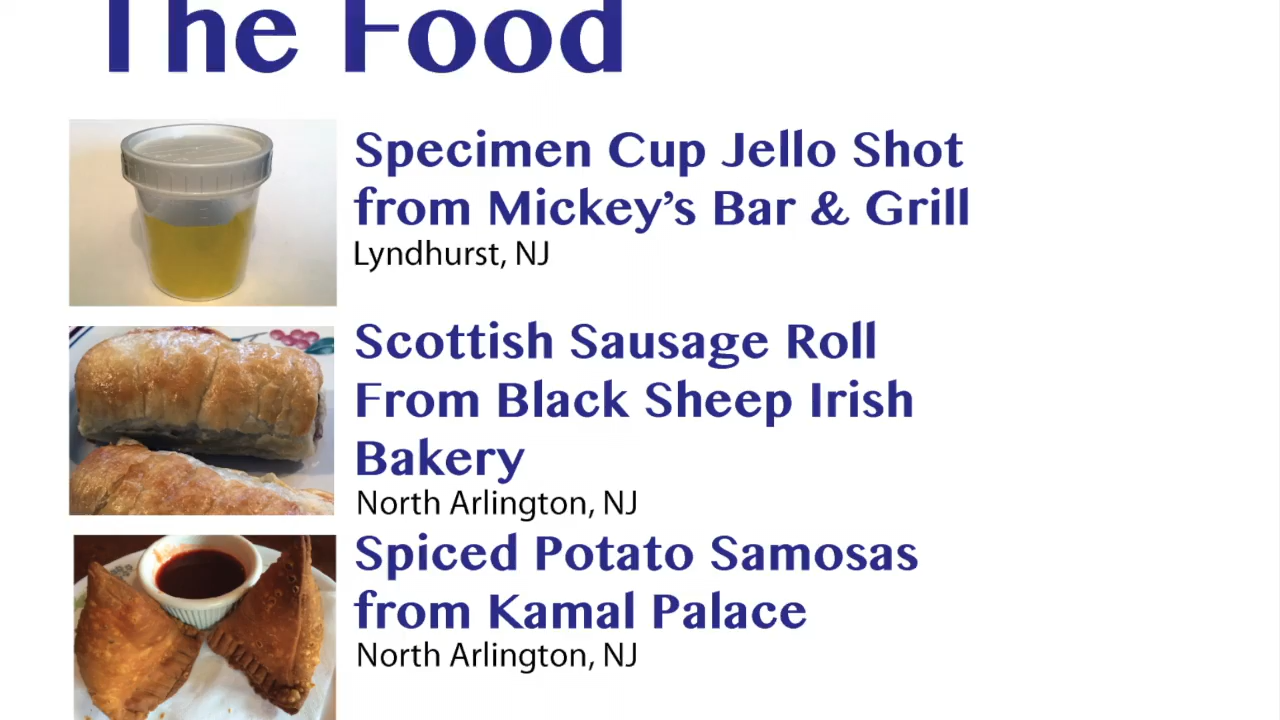 The Food
Specimen Cup Jello Shot
from Mickey’s Bar & Grill
Lyndhurst, NJ
Scottish Sausage Roll
From Black Sheep Irish
Bakery
North Arlington, NJ
Spiced Potato Samosas
from Kamal Palace
North Arlington, NJ